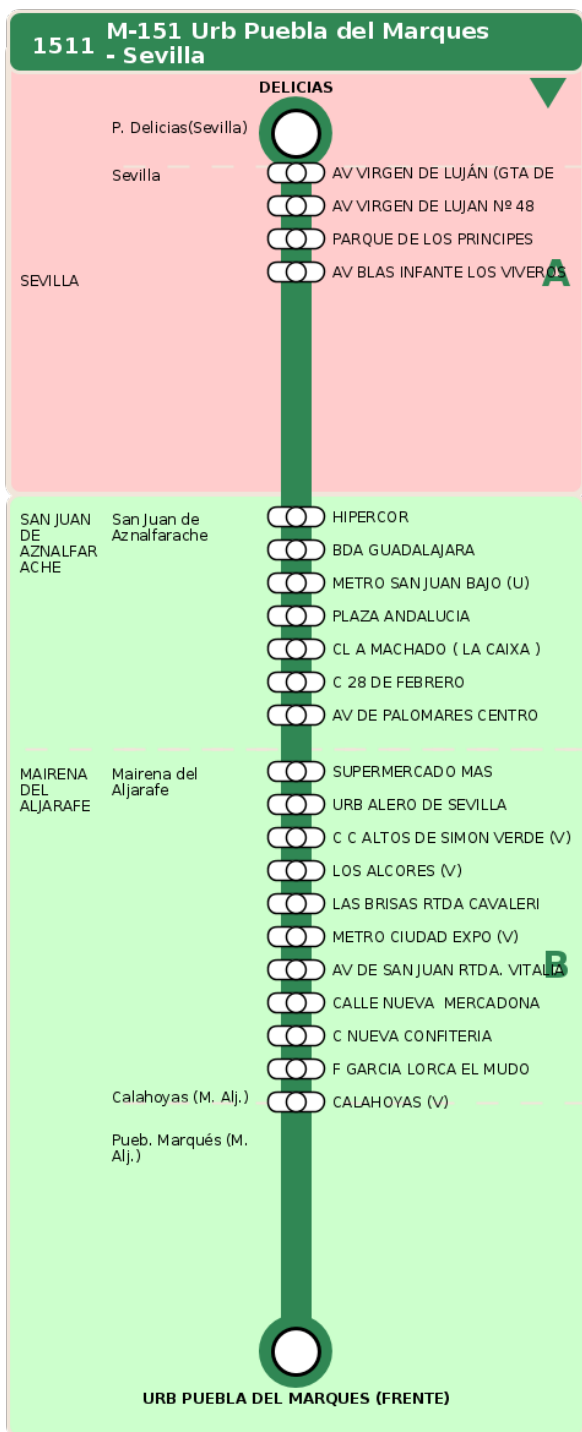 1511
M-151 Urb Puebla del Marques
- Sevilla
DELICIAS
P. Delicias(Sevilla)
Sevilla
AV VIRGEN DE LUJÁN (GTA DE
AV VIRGEN DE LUJAN Nº 48
PARQUE DE LOS PRINCIPES
AV BLAS INFANTE LOS VIVEROS
A
SEVILLA
SAN JUAN
DE
AZNALFAR
ACHE
San Juan de
Aznalfarache
HIPERCOR
BDA GUADALAJARA
METRO SAN JUAN BAJO (U)
PLAZA ANDALUCIA
CL A MACHADO ( LA CAIXA )
C 28 DE FEBRERO
AV DE PALOMARES CENTRO
MAIRENA
DEL
ALJARAFE
Mairena del
Aljarafe
SUPERMERCADO MAS
URB ALERO DE SEVILLA
C C ALTOS DE SIMON VERDE (V)
LOS ALCORES (V)
LAS BRISAS RTDA CAVALERI
METRO CIUDAD EXPO (V)
B
AV DE SAN JUAN RTDA. VITALIA
CALLE NUEVA  MERCADONA
C NUEVA CONFITERIA
F GARCIA LORCA EL MUDO
Calahoyas (M. Alj.)
CALAHOYAS (V)
Pueb. Marqués (M.
Alj.)
URB PUEBLA DEL MARQUES (FRENTE)